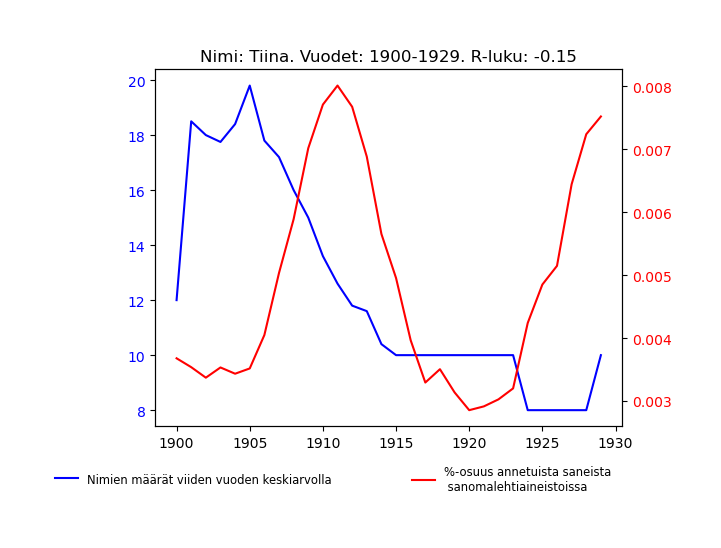 Nimi: Tiina. Vuodet: 1900-1929. R-luku: -0.15
20
18
16
14
12
10
8
0.008
0.007
0.006
0.005
0.004
0.003
1900 1905 1910 1915 1920 1925 1930
Nimien määrät viiden vuoden keskiarvolla
%-osuus annetuista saneista
sanomalehtiaineistoissa